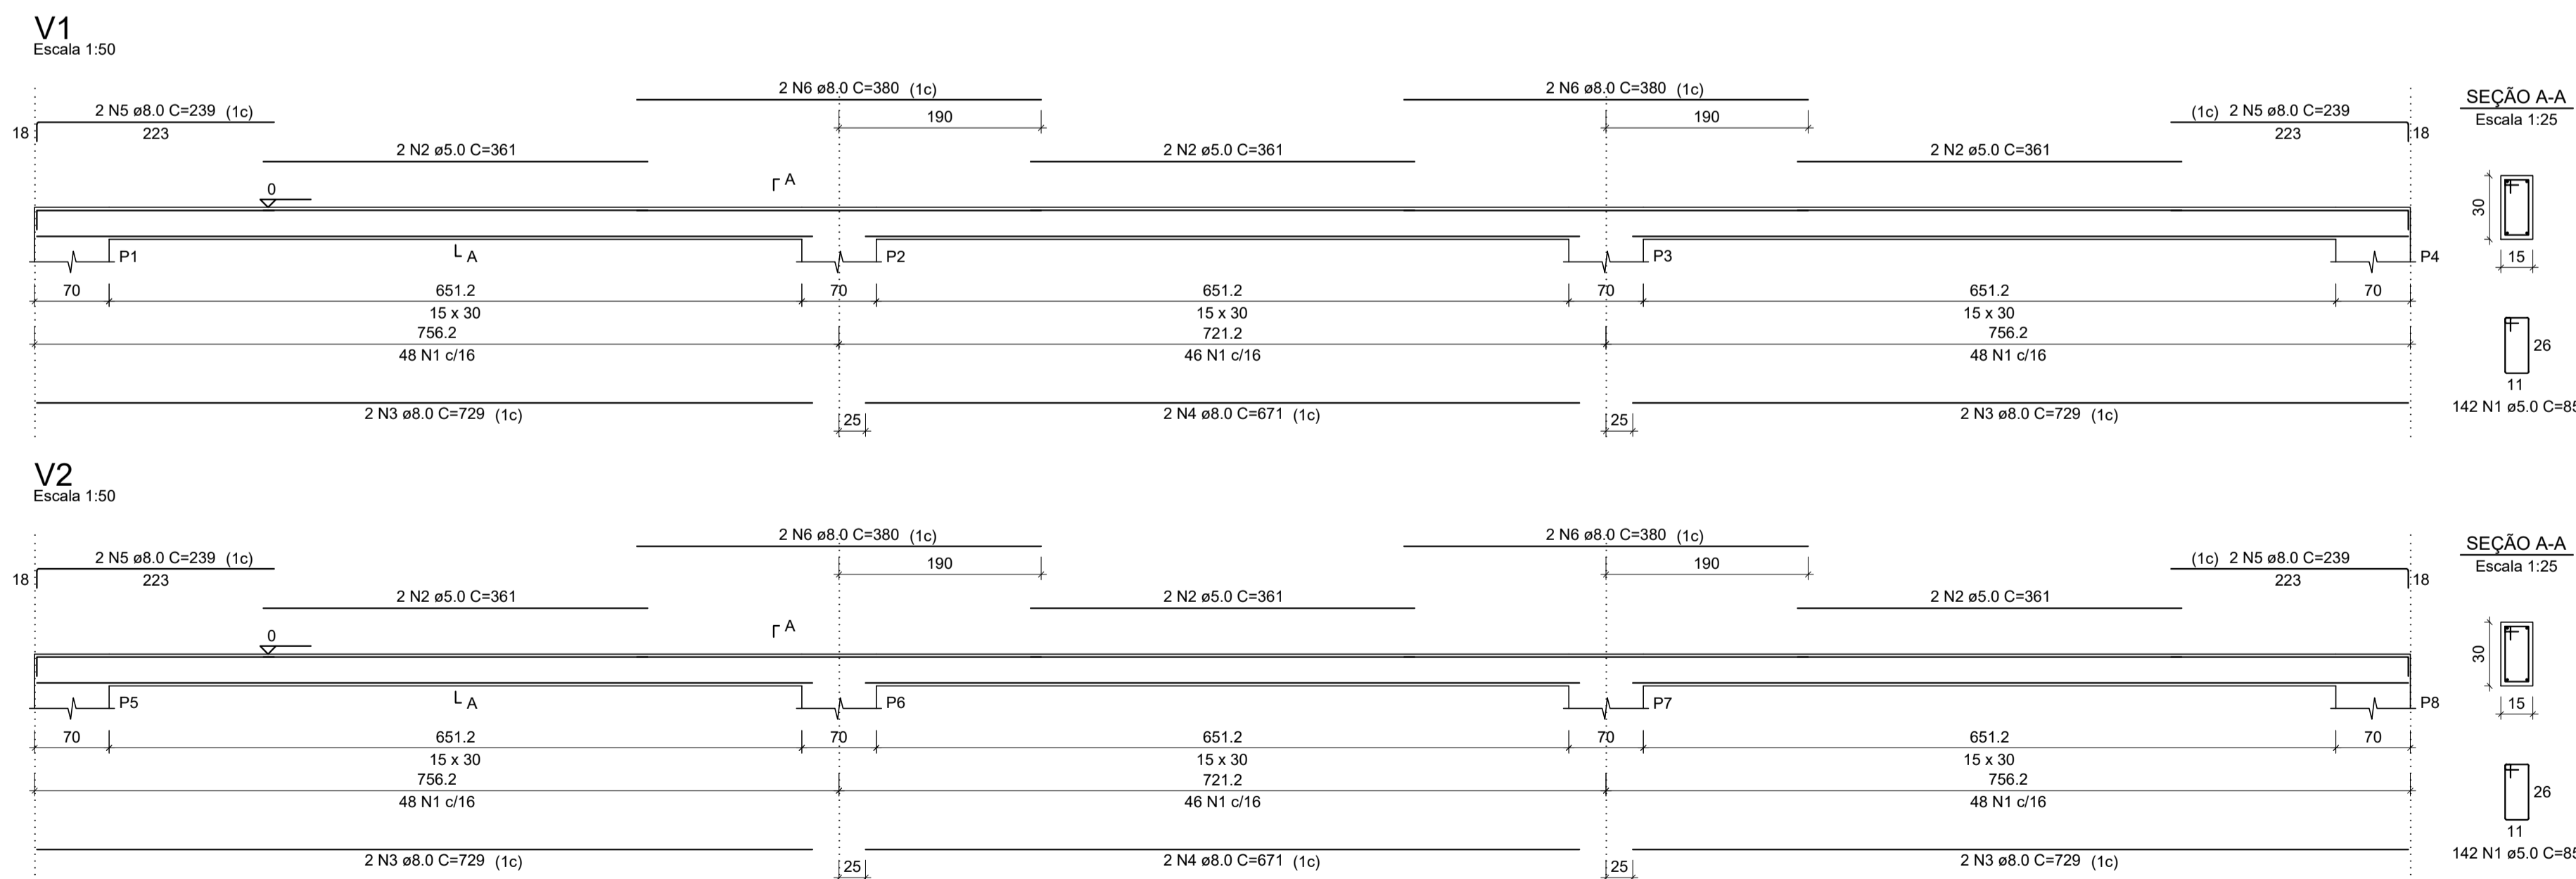 V1
Escala 1:50
2 N6 ø8.0 C=380 (1c)
2 N6 ø8.0 C=380 (1c)
SEÇÃO A-A
2 N5 ø8.0 C=239 (1c)
190
190
(1c) 2 N5 ø8.0 C=239
Escala 1:25
18
223
223
18
2 N2 ø5.0 C=361
2 N2 ø5.0 C=361
2 N2 ø5.0 C=361
A
0
30
P1
A
P2
P3
P4
15
70
651.2
70
651.2
70
651.2
70
15 x 30
15 x 30
15 x 30
756.2
721.2
756.2
26
48 N1 c/16
46 N1 c/16
48 N1 c/16
11
142 N1 ø5.0 C=85
2 N3 ø8.0 C=729 (1c)
2 N4 ø8.0 C=671 (1c)
2 N3 ø8.0 C=729 (1c)
25
25
V2
Escala 1:50
2 N6 ø8.0 C=380 (1c)
2 N6 ø8.0 C=380 (1c)
SEÇÃO A-A
2 N5 ø8.0 C=239 (1c)
190
190
(1c) 2 N5 ø8.0 C=239
Escala 1:25
18
223
223
18
2 N2 ø5.0 C=361
2 N2 ø5.0 C=361
2 N2 ø5.0 C=361
A
0
30
P5
A
P6
P7
P8
15
70
651.2
70
651.2
70
651.2
70
15 x 30
15 x 30
15 x 30
756.2
721.2
756.2
26
48 N1 c/16
46 N1 c/16
48 N1 c/16
11
142 N1 ø5.0 C=85
2 N3 ø8.0 C=729 (1c)
2 N4 ø8.0 C=671 (1c)
2 N3 ø8.0 C=729 (1c)
25
25